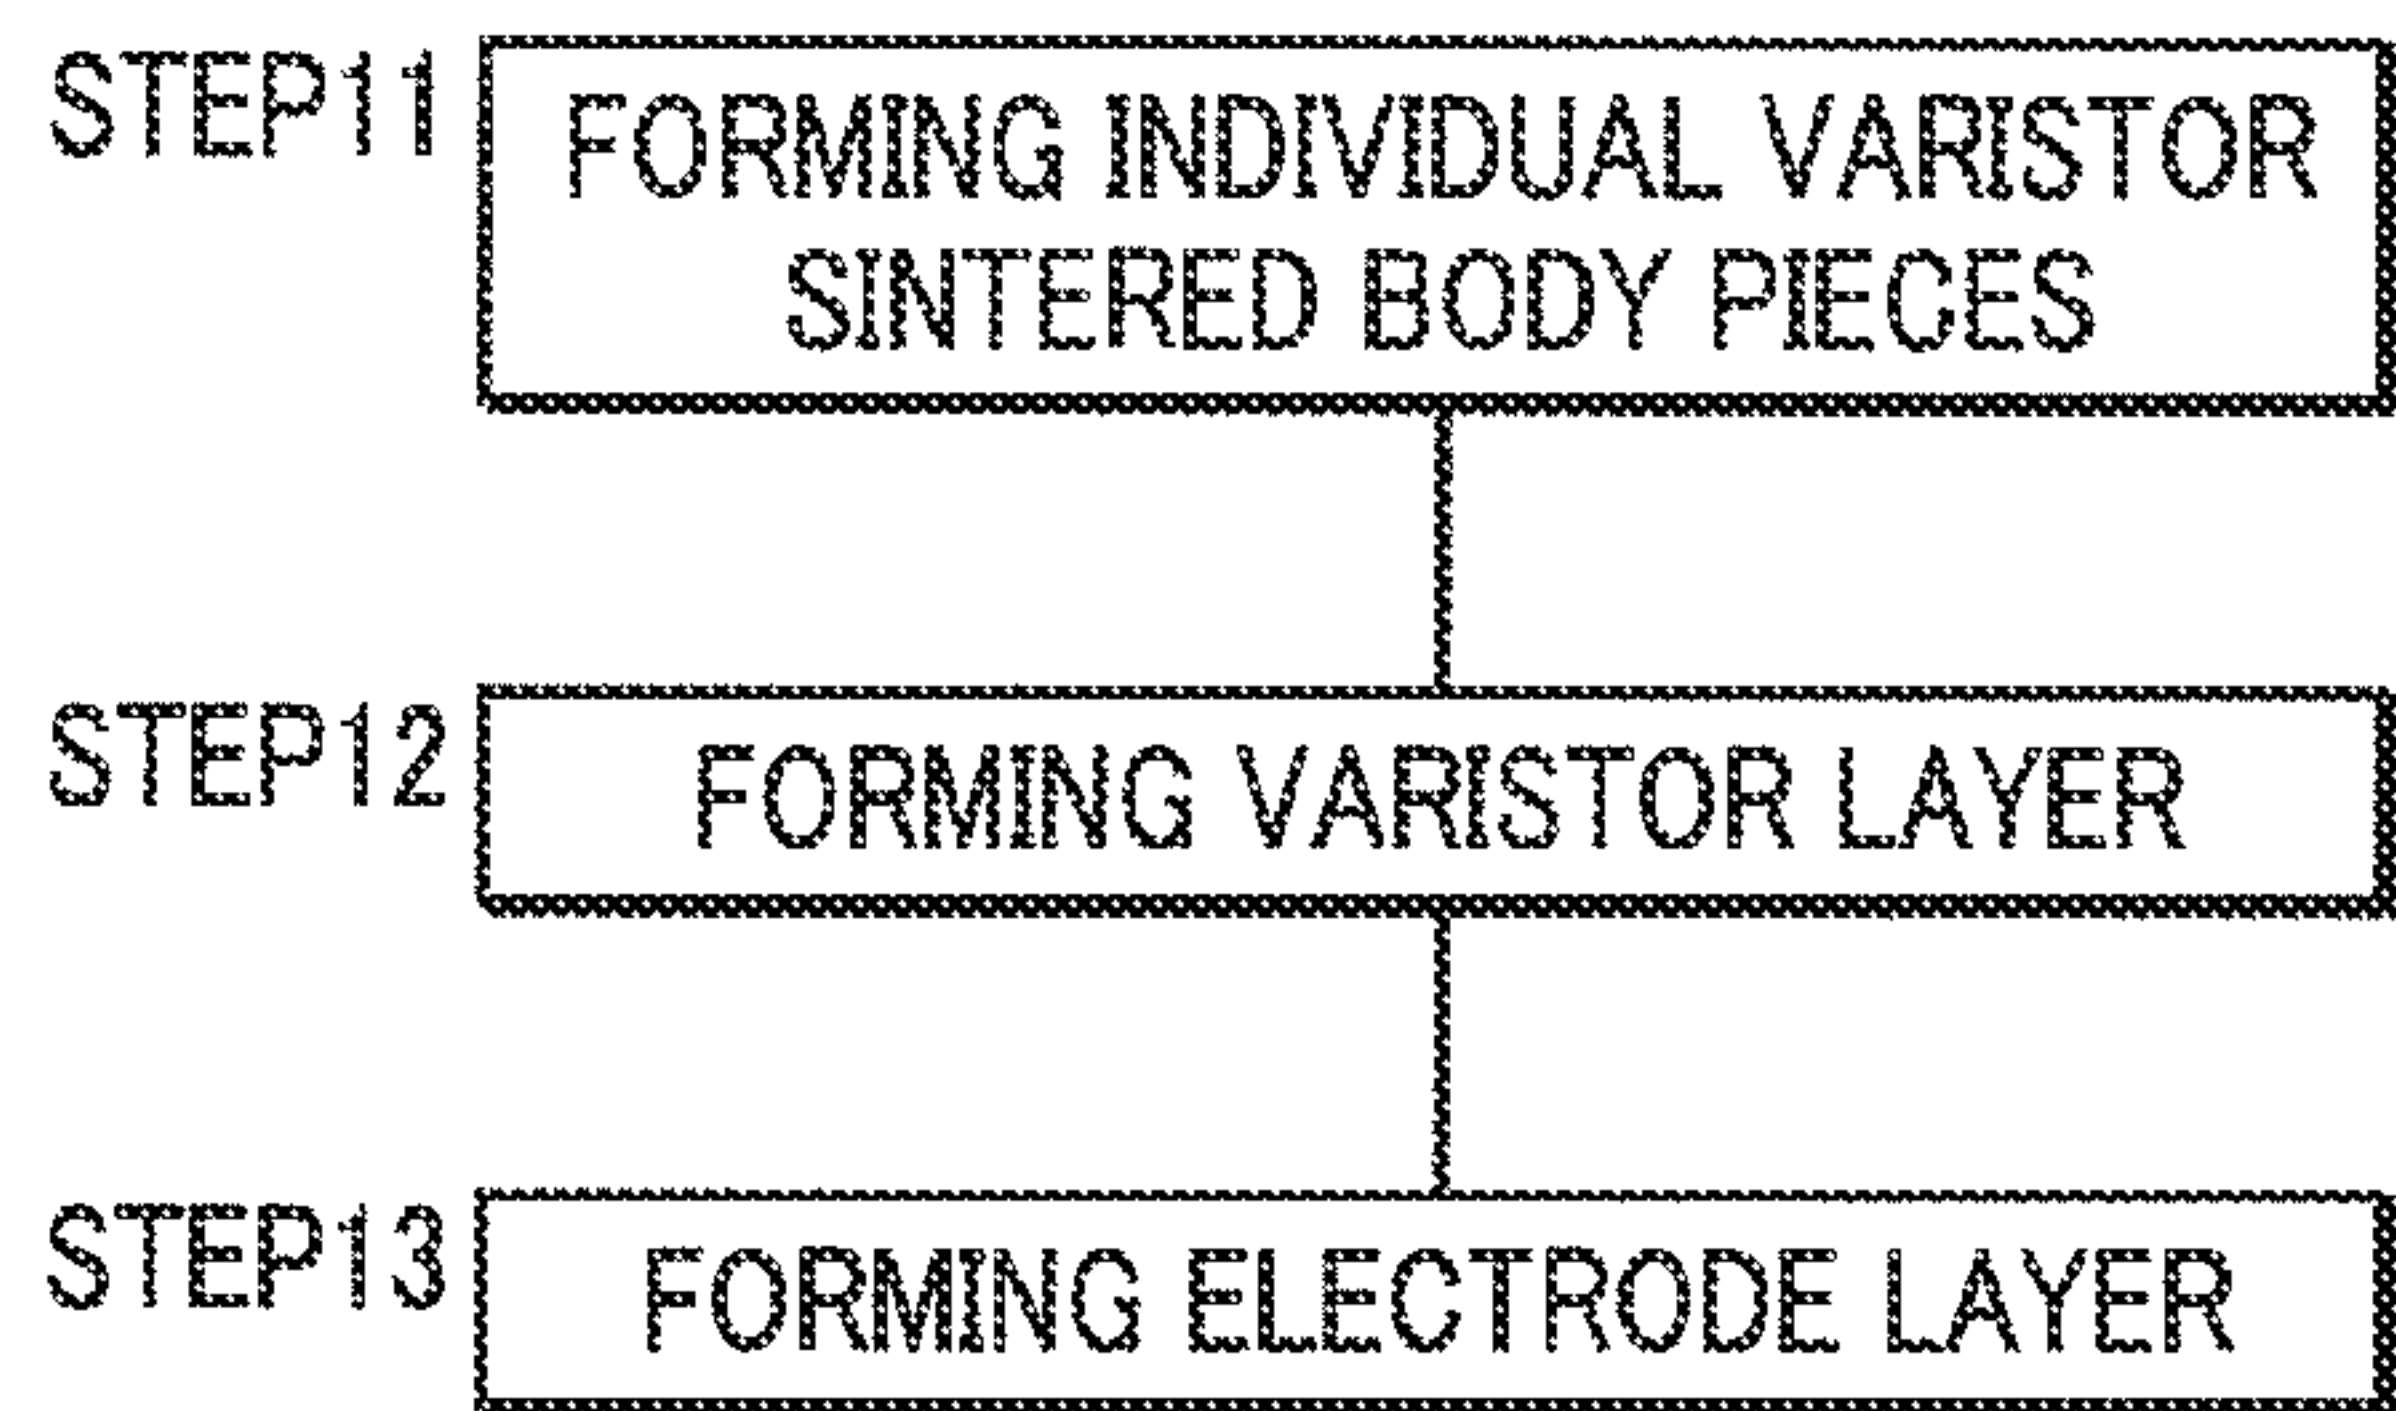 STEP11
FORMING INDIVIDUAL VARISTOR
SINTERED BODY PIECES
STEP12
FORMING VARISTOR LAYER
STEP13
FORMING ELECTRODE LAYER